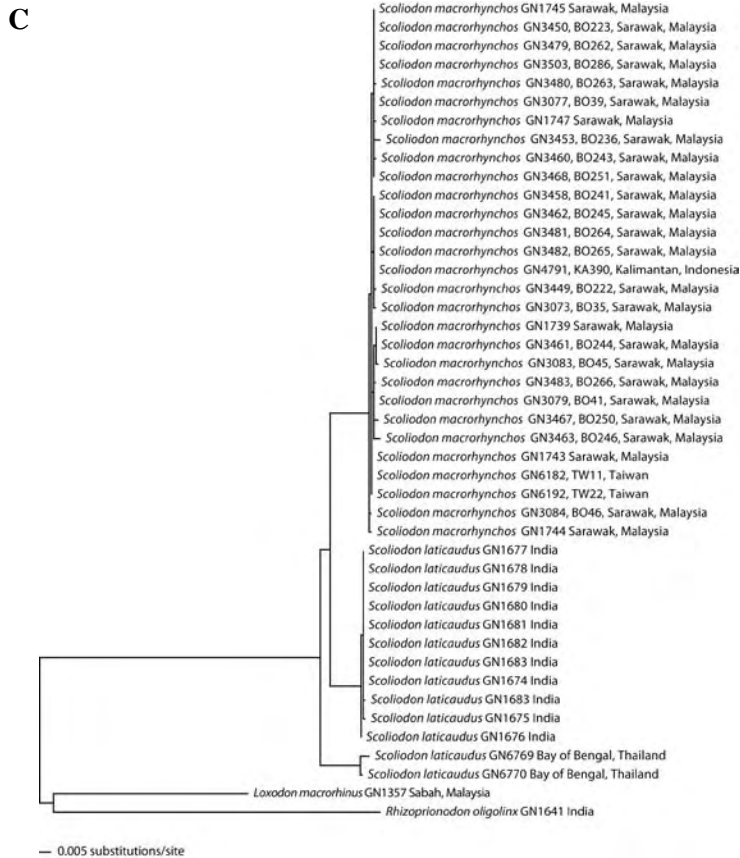 C
Scoliodon macrorhynchos GN1745 Sarawak, Malaysia
Scoliodon macrorhynchos GN3450, BO223, Sarawak, Malaysia
Scoliodon macrorhynchos GN3479, BO262, Sarawak, Malaysia
Scoliodon macrorhynchos GN3503, BO286, Sarawak, Malaysia
Scoliodon macrorhynchos GN3480, BO263, Sarawak, Malaysia
Scoliodon macrorhynchos GN3077, BO39, Sarawak, Malaysia
Scoliodon macrorhynchos GN1747 Sarawak, Malaysia
Scoliodon macrorhynchos GN3453, BO236, Sarawak, Malaysia
Scoliodon macrorhynchos GN3460, BO243, Sarawak, Malaysia
Scoliodon macrorhynchos GN3468, BO251, Sarawak, Malaysia
Scoliodon macrorhynchos GN3458, BO241, Sarawak, Malaysia
Scoliodon macrorhynchos GN3462, BO245, Sarawak, Malaysia
Scoliodon macrorhynchos GN3481, BO264, Sarawak, Malaysia
Scoliodon macrorhynchos GN3482, BO265, Sarawak, Malaysia
Scoliodon macrorhynchos GN4791, KA390, Kalimantan, Indonesia
Scoliodon macrorhynchos GN3449, BO222, Sarawak, Malaysia
Scoliodon macrorhynchos GN3073, BO35, Sarawak, Malaysia
Scoliodon macrorhynchos GN1739 Sarawak, Malaysia
Scoliodon macrorhynchos GN3461, BO244, Sarawak, Malaysia
Scoliodon macrorhynchos GN3083, BO45, Sarawak, Malaysia
Scoliodon macrorhynchos GN3483, BO266, Sarawak, Malaysia
Scoliodon macrorhynchos GN3079, BO41, Sarawak, Malaysia
Scoliodon macrorhynchos GN3467, BO250, Sarawak, Malaysia
Scoliodon macrorhynchos GN3463, BO246, Sarawak, Malaysia
Scoliodon macrorhynchos GN1743 Sarawak, Malaysia
Scoliodon macrorhynchos GN6182, TW11, Taiwan
Scoliodon macrorhynchos GN6192, TW22, Taiwan
Scoliodon macrorhynchos GN3084, BO46, Sarawak, Malaysia
Scoliodon macrorhynchos GN1744 Sarawak, Malaysia
Scoliodon laticaudus GN1677 India
Scoliodon laticaudus GN1678 India
Scoliodon laticaudus GN1679 India
Scoliodon laticaudus GN1680 India
Scoliodon laticaudus GN1681 India
Scoliodon laticaudus GN1682 India
Scoliodon laticaudus GN1683 India
Scoliodon laticaudus GN1674 India
Scoliodon laticaudus GN1683 India
Scoliodon laticaudus GN1675 India
Scoliodon laticaudus GN1676 India
Scoliodon laticaudus GN6769 Bay of Bengal, Thailand
Scoliodon laticaudus GN6770 Bay of Bengal, Thailand
Loxodon macrorhinus GN1357 Sabah, Malaysia
Rhizoprionodon oligolinx GN1641 India
0.005 substitutions/site